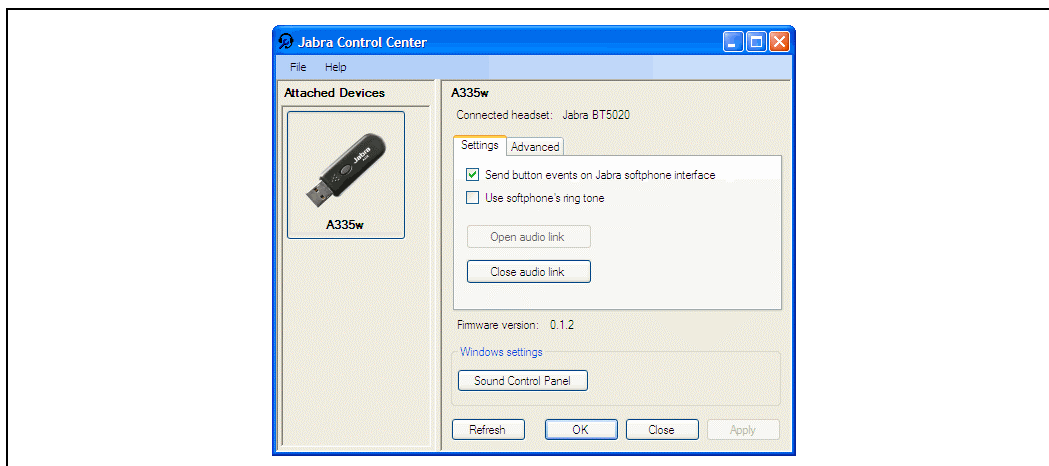 Jabra Control Center
File Help
Attached Devices
Jabra
A335w
A335w
Connected headset: Jabra BT5020
Settings Advanced
Send button events on Jabra softphone interface
Use softphone's ring tone
Open audio link
Close audio link
Firmware version: 0.1.2
Windows settings
Sound Control Panel
Refresh OK Close Apply